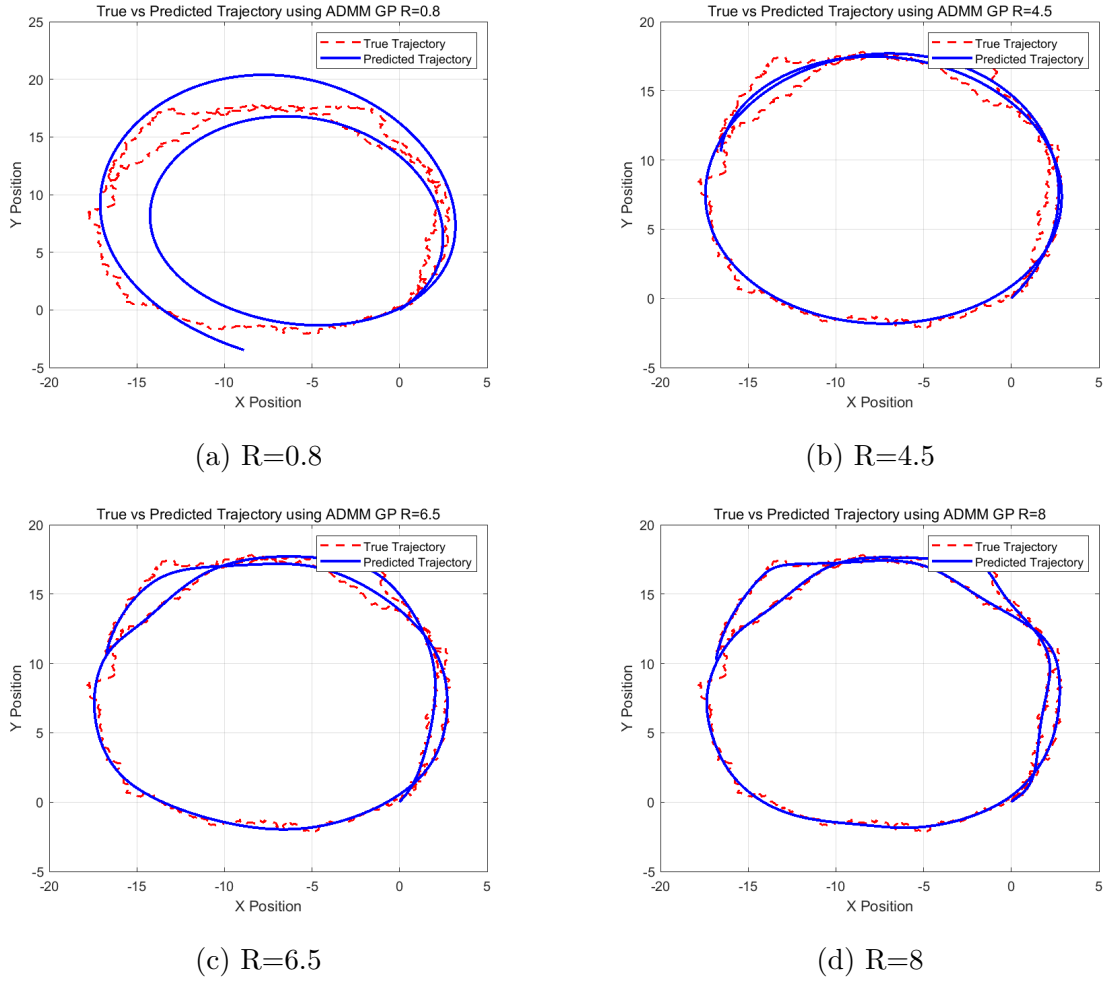 True vs Predicted Trajectory using ADMM GP R=0.8
25
20
15
10
5
0
-5
-20
-15
-10
-5
0
5
Y Position
X Position
True Trajectory
Predicted Trajectory
(a) R=0.8
True vs Predicted Trajectory using ADMM GP R=4.5
20
15
10
5
0
-5
-20
-15
-10
-5
0
5
Y Position
X Position
True Trajectory
Predicted Trajectory
(b) R=4.5
True vs Predicted Trajectory using ADMM GP R=6.5
20
15
10
5
0
-5
-20
-15
-10
-5
0
5
Y Position
X Position
True Trajectory
Predicted Trajectory
(c) R=6.5
True vs Predicted Trajectory using ADMM GP R=8
20
15
10
5
0
-5
-20
-15
-10
-5
0
5
Y Position
X Position
True Trajectory
Predicted Trajectory
(d) R=8